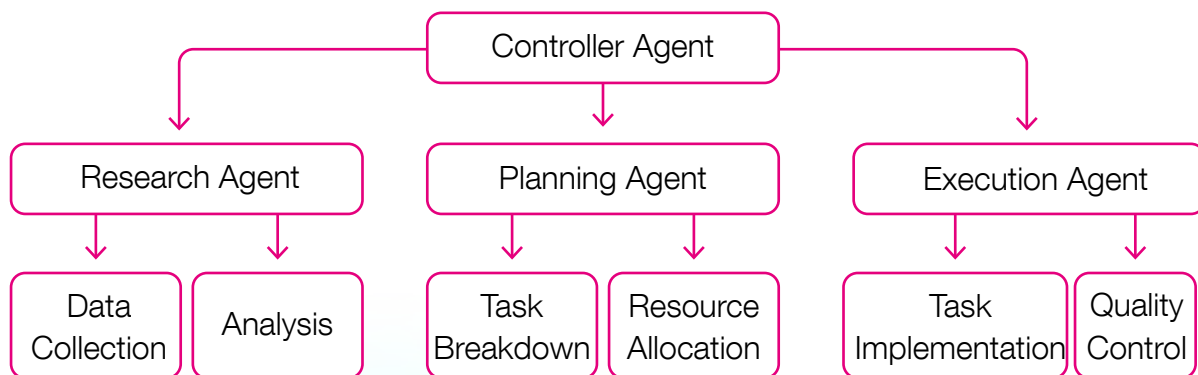 Controller Agent
Research Agent
Planning Agent
Execution Agent
Data
Collection
Analysis
Task
Breakdown
Resource
Allocation
Task
Implementation
Quality
Control